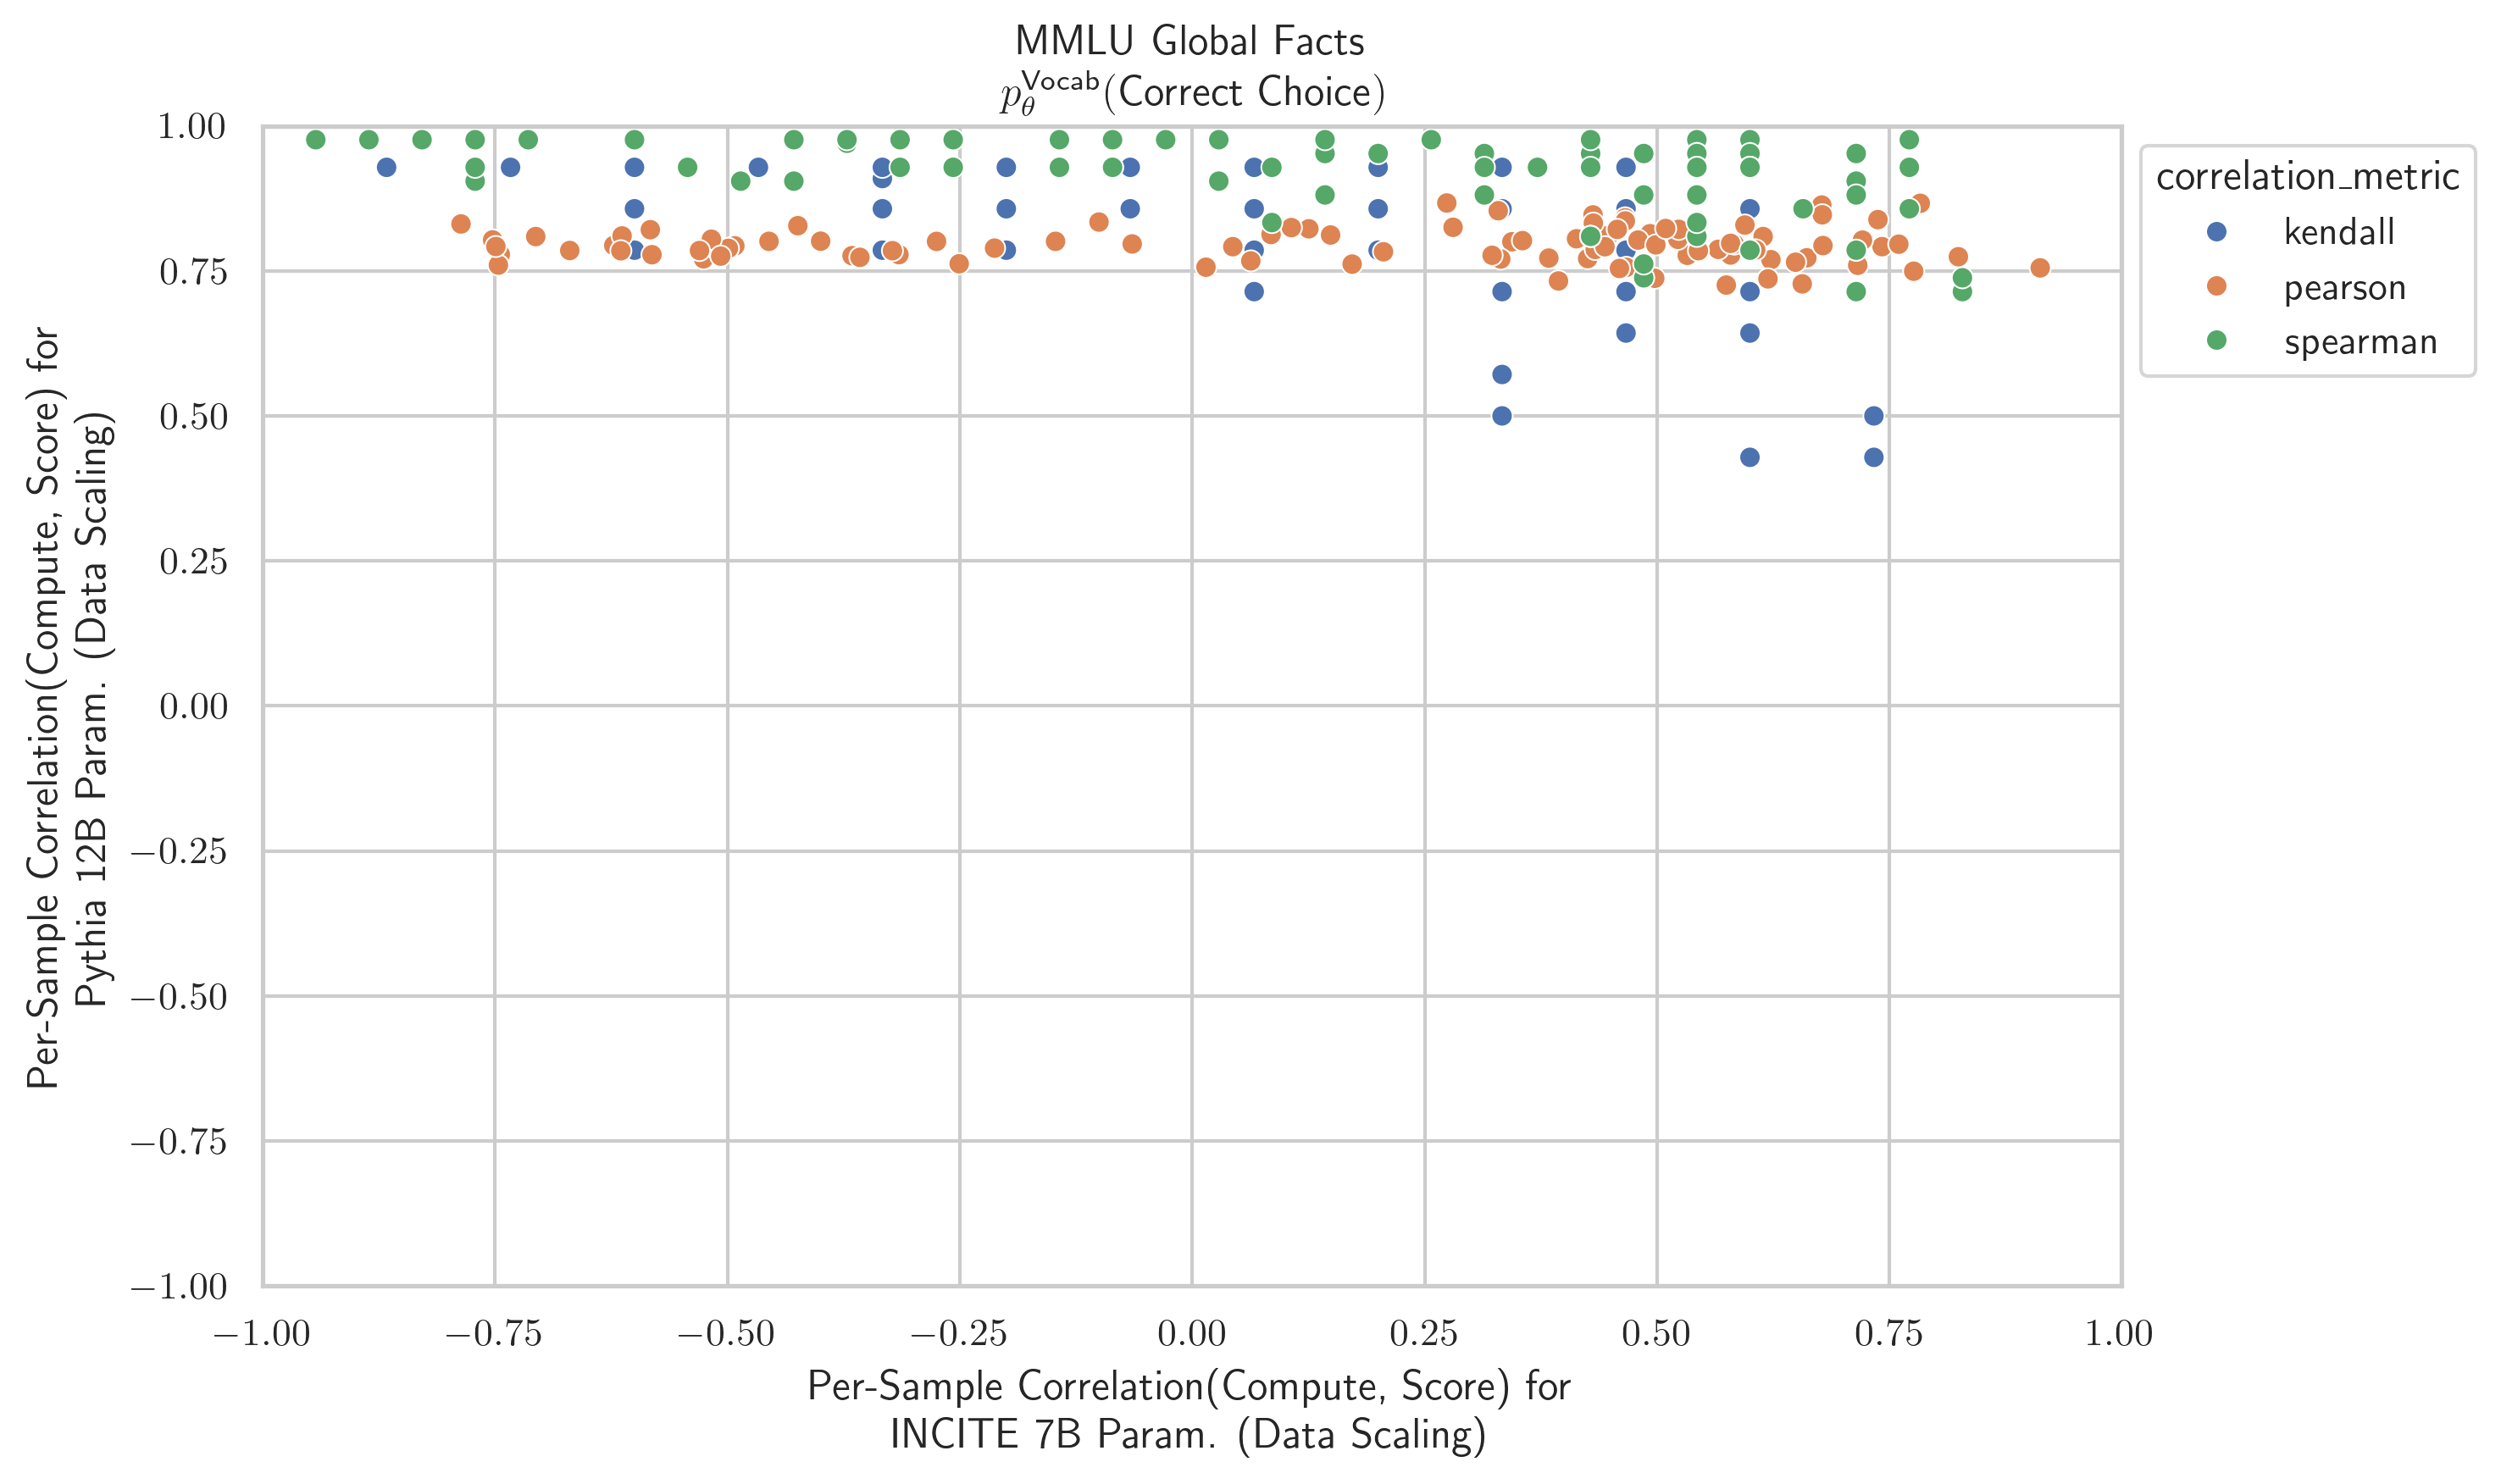 MMLU Global Facts
p_θ^Vocab(Correct Choice)
Per-Sample Correlation(Compute, Score) for
Pythia 12B Param. (Data Scaling)
1.00
0.75
0.50
0.25
0.00
−0.25
−0.50
−0.75
−1.00
−1.00
−0.75
−0.50
−0.25
0.00
0.25
0.50
0.75
1.00
Per-Sample Correlation(Compute, Score) for
INCITE 7B Param. (Data Scaling)
correlation_metric
kendall
pearson
spearman